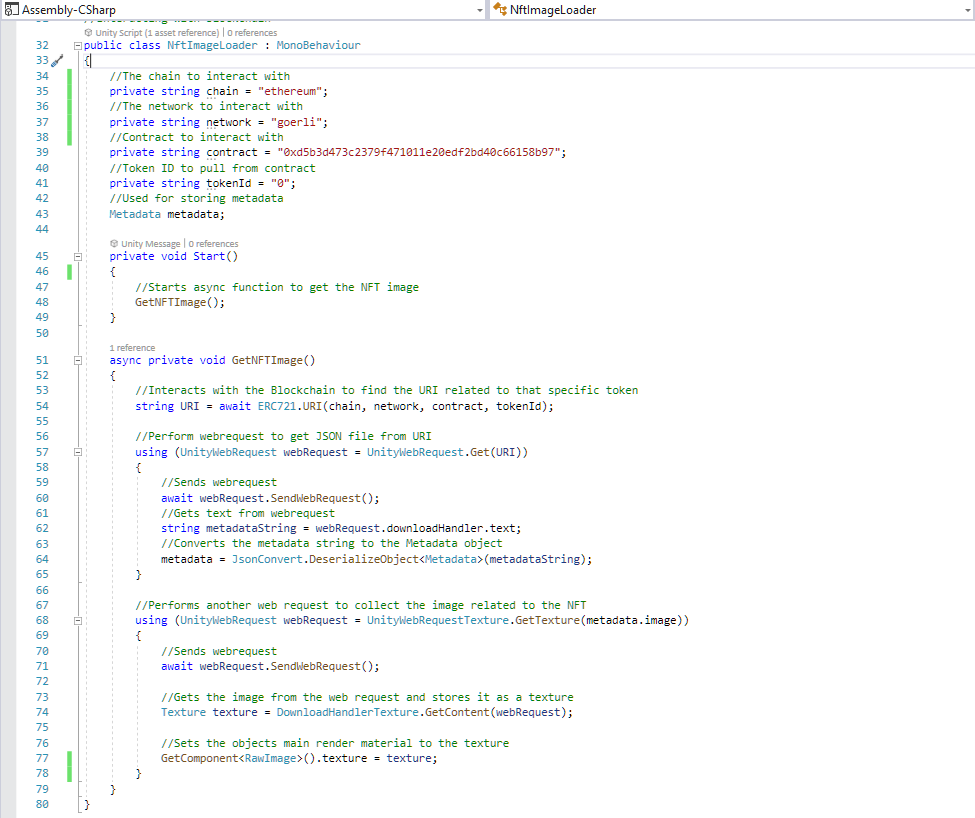 Assembly-CSharp
NftImageLoader
31 //Interacting with blockchain
Unity Script (1 asset reference) | 0 references
32 public class NftImageLoader : MonoBehaviour
33 {
34 //The chain to interact with
35 private string chain = "ethereum";
36 //The network to interact with
37 private string network = "goerli";
38 //Contract to interact with
39 private string contract = "0xd5b3d473c2379f471011e20edf2bd40c66158b97";
40 //Token ID to pull from contract
41 private string tokenId = "0";
42 //Used for storing metadata
43 Metadata metadata;
44
Unity Message | 0 references
45 private void Start()
46 {
47 //Starts async function to get the NFT image
48 GetNFTImage();
49 }
50
1 reference
51 async private void GetNFTImage()
52 {
53 //Interacts with the Blockchain to find the URI related to that specific token
54 string URI = await ERC721.URI(chain, network, contract, tokenId);
55
56 //Perform webrequest to get JSON file from URI
57 using (UnityWebRequest webRequest = UnityWebRequest.Get(URI))
58 {
59 //Sends webrequest
60 await webRequest.SendWebRequest();
61 //Gets text from webrequest
62 string metadataString = webRequest.downloadHandler.text;
63 //Converts the metadata string to the Metadata object
64 metadata = JsonConvert.DeserializeObject<Metadata>(metadataString);
65 }
66
67 //Performs another web request to collect the image related to the NFT
68 using (UnityWebRequest webRequest = UnityWebRequestTexture.GetTexture(metadata.image))
69 {
70 //Sends webrequest
71 await webRequest.SendWebRequest();
72
73 //Gets the image from the web request and stores it as a texture
74 Texture texture = DownloadHandlerTexture.GetContent(webRequest);
75
76 //Sets the objects main render material to the texture
77 GetComponent<RawImage>().texture = texture;
78 }
79 }
80 }